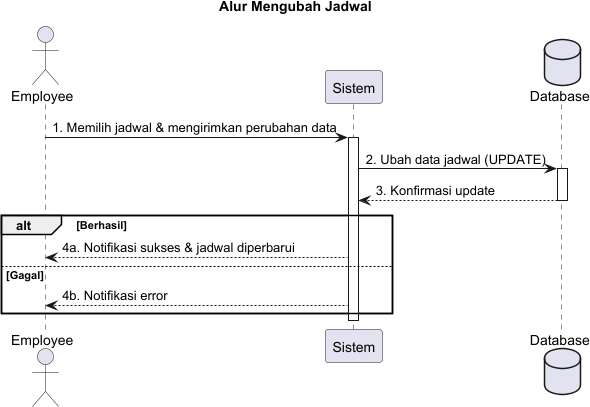 Alur Mengubah Jadwal
Employee
Sistem
Database
1. Memilih jadwal & mengirimkan perubahan data
2. Ubah data jadwal (UPDATE)
3. Konfirmasi update
alt [Berhasil]
4a. Notifikasi sukses & jadwal diperbarui
[Gagal]
4b. Notifikasi error
Employee
Sistem
Database